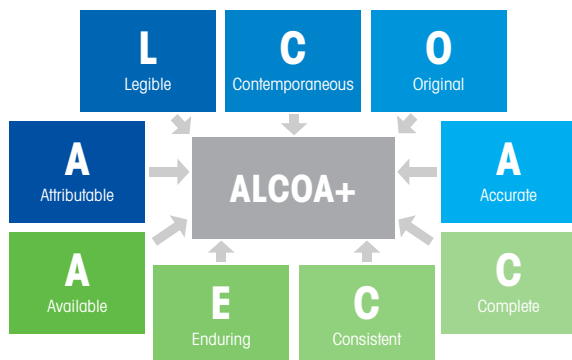 L
Legible
C
Contemporaneous
O
Original
A
Attributable
ALCOA+
A
Accurate
A
Available
E
Enduring
C
Consistent
C
Complete